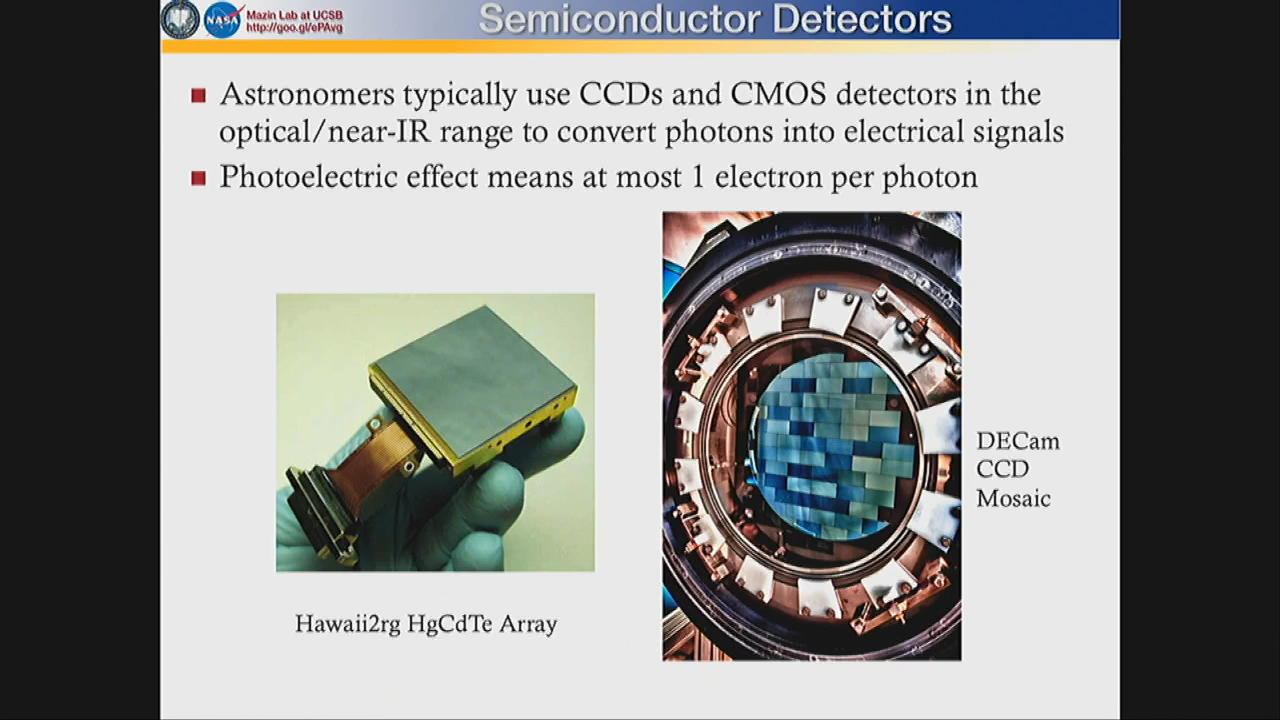 Mazin Lab at UCSB
http://goo.gl/ePAvg
NASA
Semiconductor Detectors
Astronomers typically use CCDs and CMOS detectors in the
optical/near-IR range to convert photons into electrical signals
Photoelectric effect means at most 1 electron per photon
DECam
CCD
Mosaic
Hawaii2rg HgCdTe Array